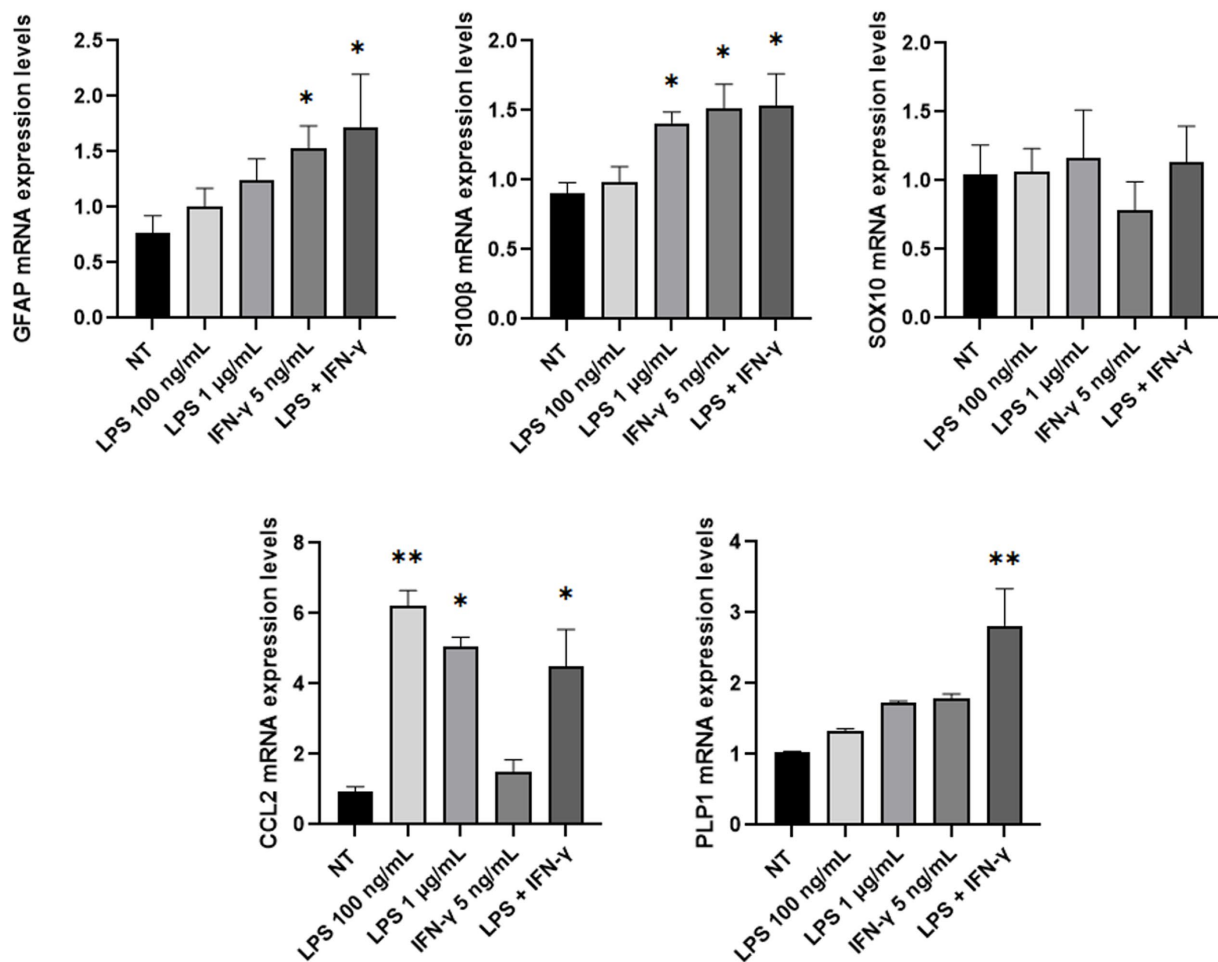 GFAP mRNA expression levels
2.5
2.0
1.5
1.0
0.5
0.0
*
*
NT
LPS 100 ng/mL
LPS 1 µg/mL
IFN-γ 5 ng/mL
LPS + IFN-γ
S100β mRNA expression levels
2.0
1.5
1.0
0.5
0.0
*
*
*
NT
LPS 100 ng/mL
LPS 1 µg/mL
IFN-γ 5 ng/mL
LPS + IFN-γ
SOX10 mRNA expression levels
2.0
1.5
1.0
0.5
0.0
NT
LPS 100 ng/mL
LPS 1 µg/mL
IFN-γ 5 ng/mL
LPS + IFN-γ
CCL2 mRNA expression levels
8
6
4
2
0
**
*
*
NT
LPS 100 ng/mL
LPS 1 µg/mL
IFN-γ 5 ng/mL
LPS + IFN-γ
PLP1 mRNA expression levels
4
3
2
1
0
**
NT
LPS 100 ng/mL
LPS 1 µg/mL
IFN-γ 5 ng/mL
LPS + IFN-γ